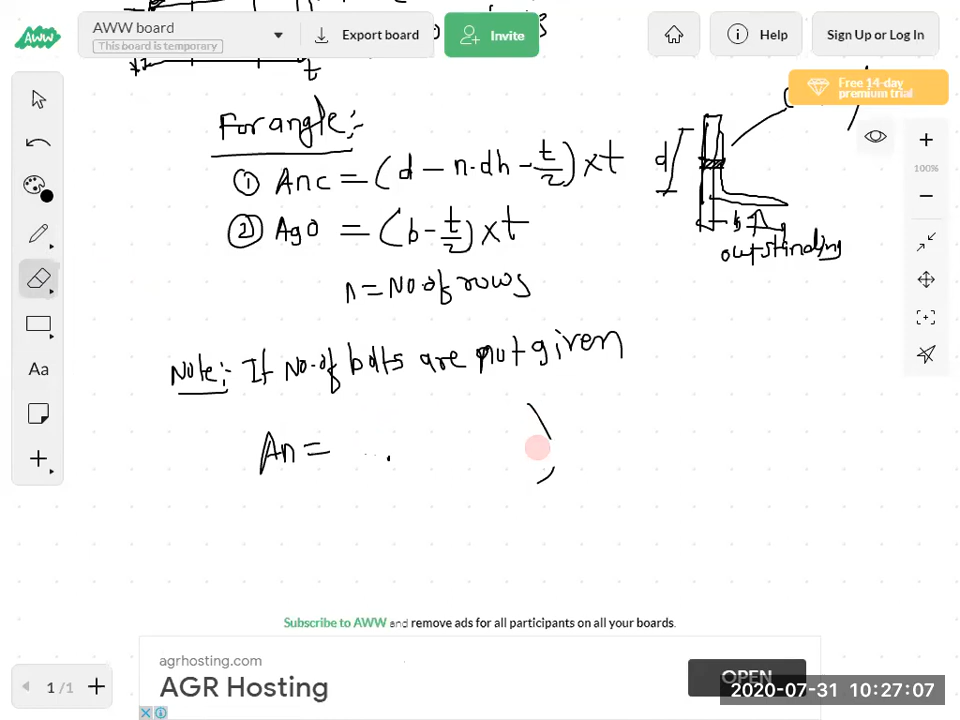 AWW
AWW board
This board is temporary
Export board
Invite
Help
Sign Up or Log In
Free 14-day
premium trial
100%
t
For angle:-
① Anc = (d - n.dh - t/2) x t
d
② Ago = (b - t/2) x t
b
outstanding
n = No. of rows
Note:- If No. of bolts are not given
An =
Aa
Subscribe to AWW and remove ads for all participants on all your boards.
1 / 1
agrhosting.com
AGR Hosting
OPEN
2020-07-31 10:27:07